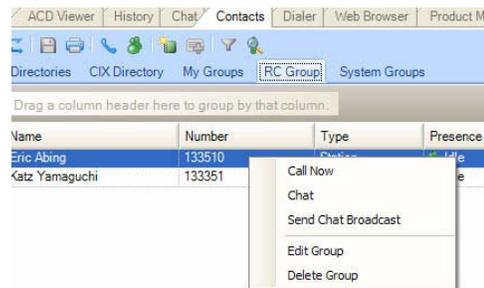 ACD Viewer History Chat Contacts Dialer Web Browser Product M
Directories CIX Directory My Groups RC Group System Groups
Drag a column header here to group by that column.
Name Number Type Presence
Eric Abing 133510 Station Idle
Katz Yamaguchi 133351
Call Now
Chat
Send Chat Broadcast
Edit Group
Delete Group